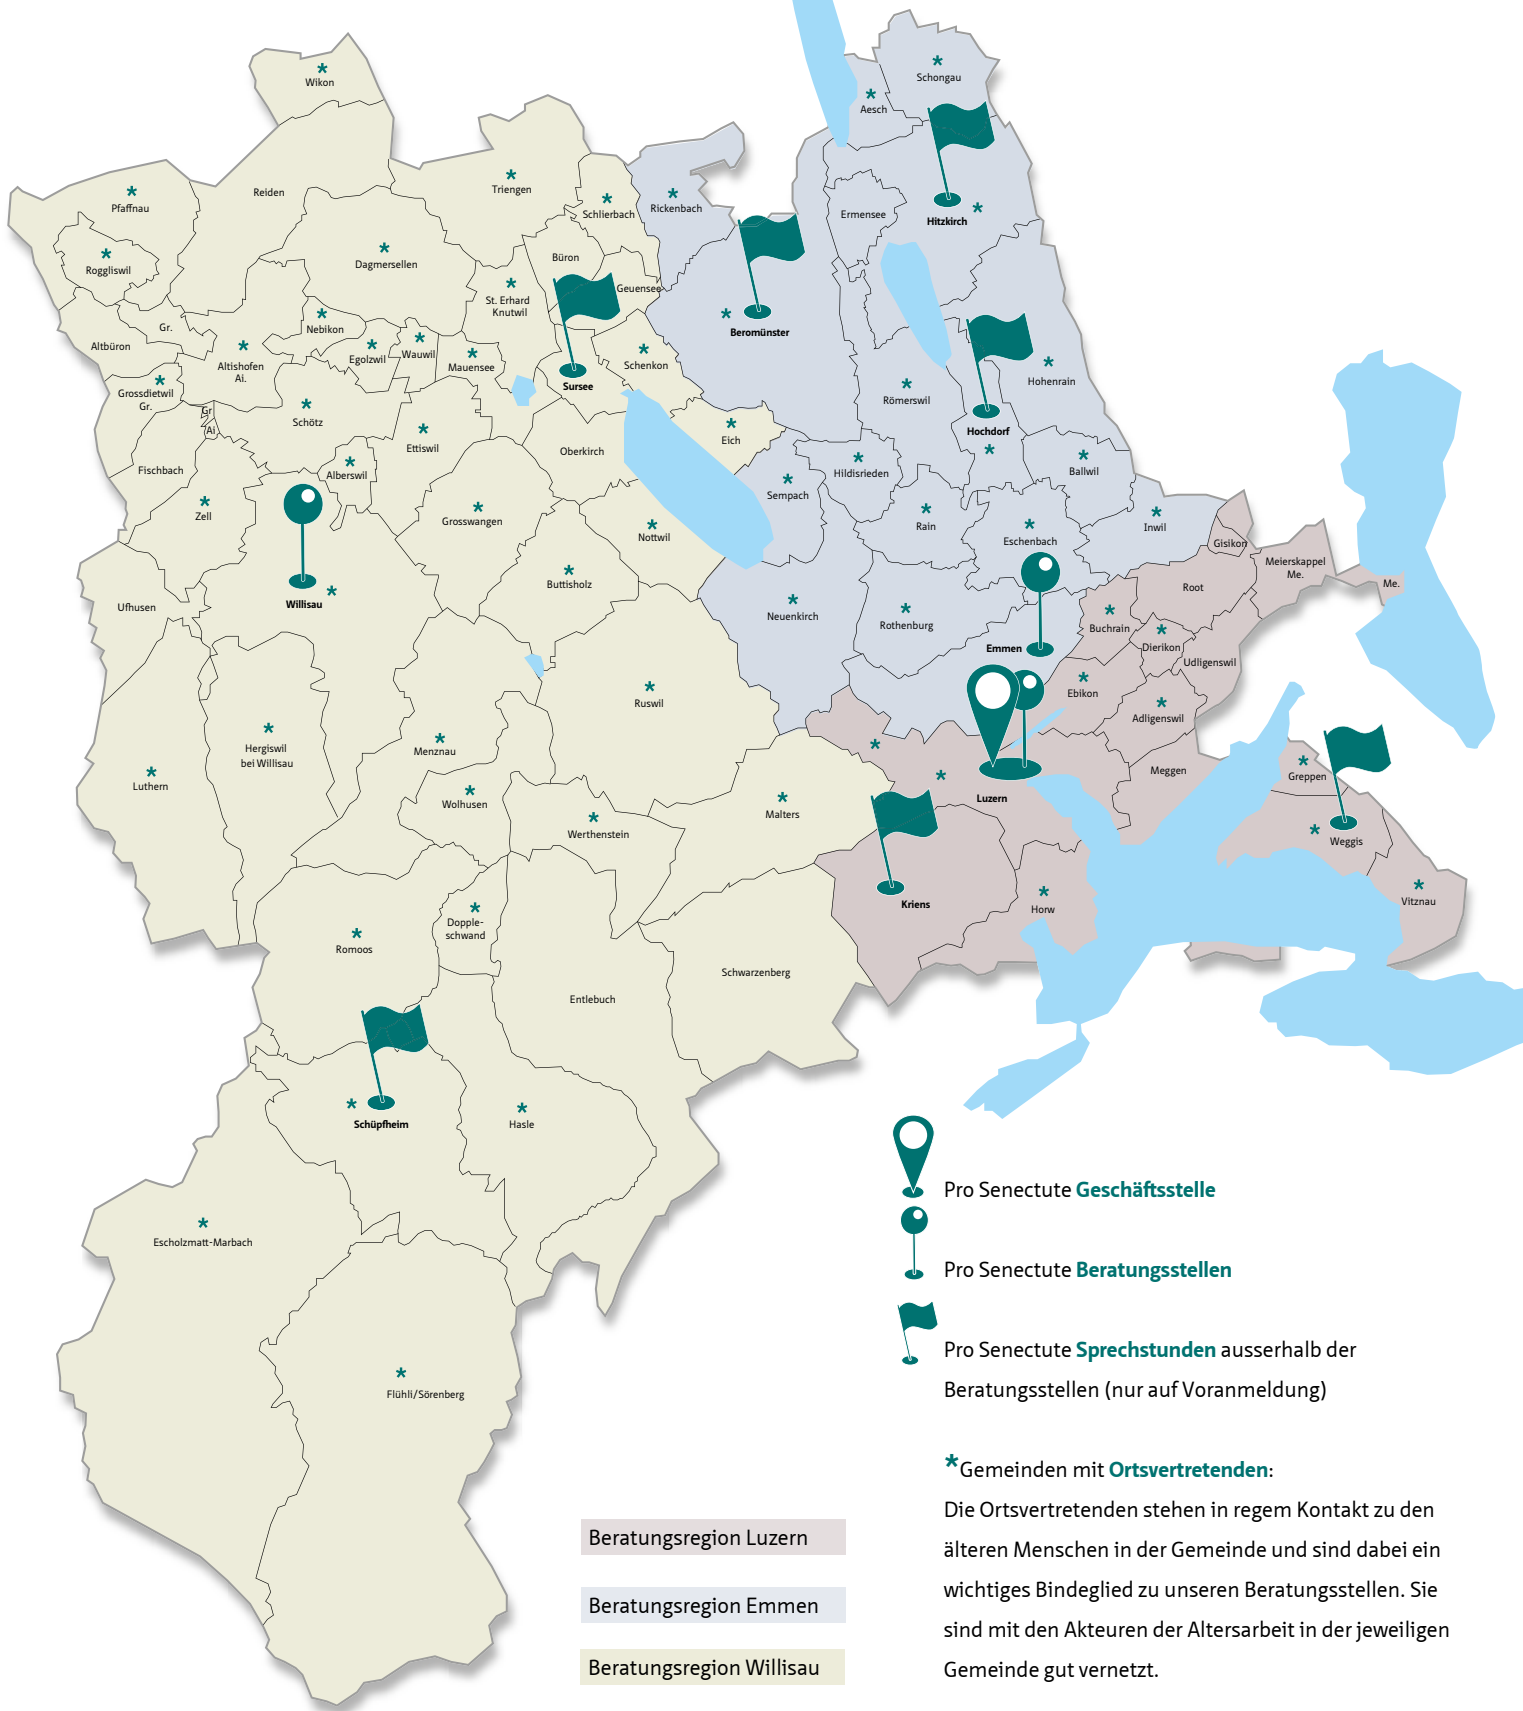 Wikon
Schongau
Aesch
Reiden
Pfaffnau
Triengen
Schlierbach
Rickenbach
Ermensee
Hitzkirch
Roggliswil
Dagmersellen
Büron
Geuensee
St. Erhard
Knutwil
Gr.
Nebikon
Beromünster
Altbüron
Egolzwil
Wauwil
Mauensee
Altishofen
Ai.
Schenkon
Sursee
Hohenrain
Grossdietwil
Gr.
Römerswil
Gr
Ai
Schötz
Hochdorf
Ettiswil
Oberkirch
Eich
Fischbach
Alberswil
Hildisrieden
Ballwil
Sempach
Zell
Grosswangen
Nottwil
Rain
Eschenbach
Inwil
Gisikon
Meierskappel
Me.
Me.
Buttisholz
Root
Willisau
Ufhusen
Neuenkirch
Rothenburg
Buchrain
Emmen
Dierikon
Udligenswil
Ebikon
Ruswil
Adligenswil
Hergiswil
bei Willisau
Menznau
Meggen
Greppen
Luthern
Wolhusen
Luzern
Malters
Werthenstein
Weggis
Kriens
Horw
Vitznau
Dopple-
schwand
Romoos
Schwarzenberg
Entlebuch
Schüpfheim
Hasle
Escholzmatt-Marbach
Flühli/Sörenberg
Pro Senectute Geschäftsstelle
Pro Senectute Beratungsstellen
Pro Senectute Sprechstunden ausserhalb der
Beratungsstellen (nur auf Voranmeldung)
*Gemeinden mit Ortsvertretenden:
Die Ortsvertretenden stehen in regem Kontakt zu den
älteren Menschen in der Gemeinde und sind dabei ein
wichtiges Bindeglied zu unseren Beratungsstellen. Sie
sind mit den Akteuren der Altersarbeit in der jeweiligen
Gemeinde gut vernetzt.
Beratungsregion Luzern
Beratungsregion Emmen
Beratungsregion Willisau